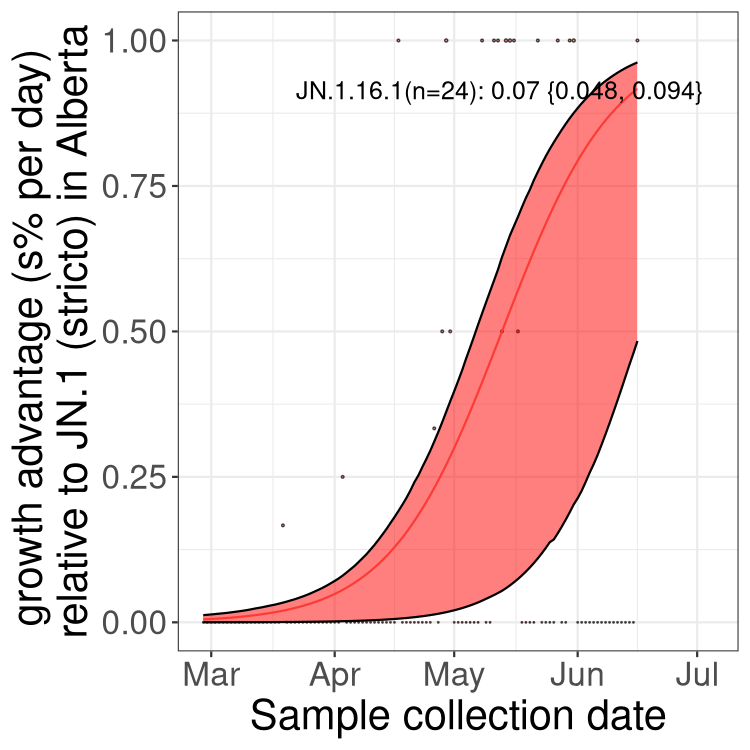 growth advantage (s% per day)
relative to JN.1 (stricto) in Alberta
1.00
0.75
0.50
0.25
0.00
JN.1.16.1(n=24): 0.07 {0.048, 0.094}
Mar Apr May Jun Jul
Sample collection date